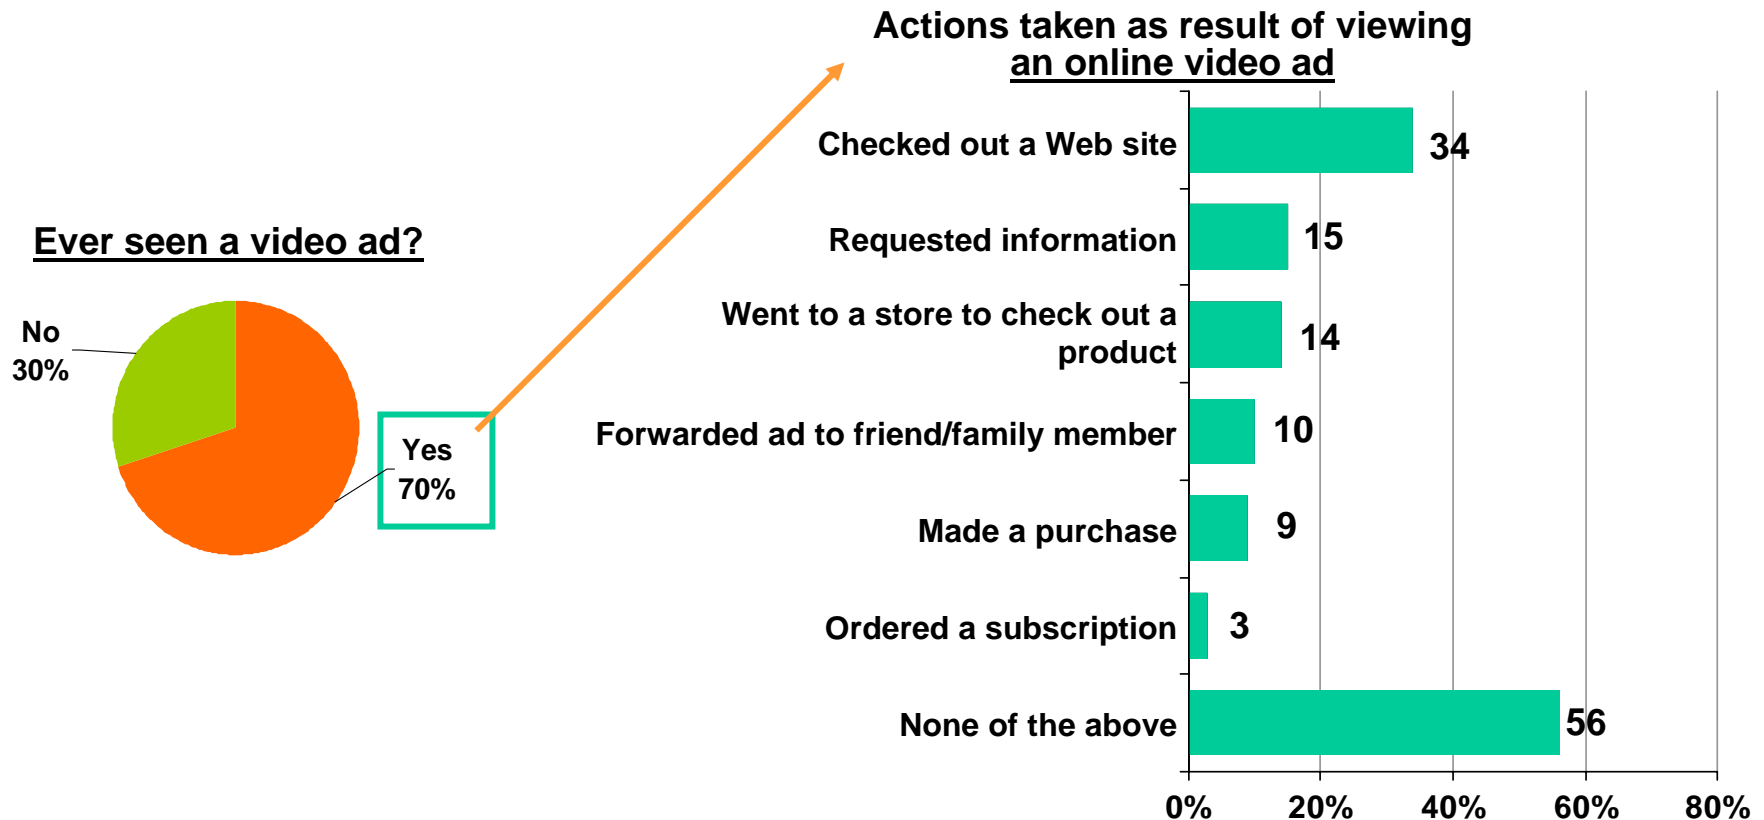 Actions taken as result of viewing
an online video ad
Ever seen a video ad?
No
30%
Yes
70%
Checked out a Web site
34
Requested information
15
Went to a store to check out a
product
14
Forwarded ad to friend/family member
10
Made a purchase
9
Ordered a subscription
3
None of the above
56
0%
20%
40%
60%
80%